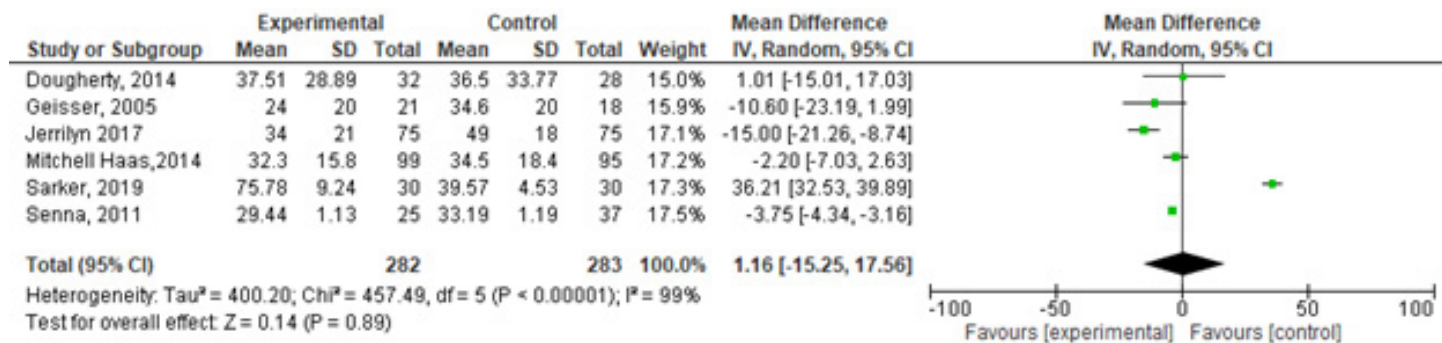 Experimental Control Mean Difference Mean Difference
Study or Subgroup Mean SD Total Mean SD Total Weight IV, Random, 95% CI IV, Random, 95% CI
Dougherty, 2014 37.51 28.89 32 36.5 33.77 28 15.0% 1.01 [-15.01, 17.03]
Geisser, 2005 24 20 21 34.6 20 18 15.9% -10.60 [-23.19, 1.99]
Jerrilyn 2017 34 21 75 49 18 75 17.1% -15.00 [-21.26, -8.74]
Mitchell Haas,2014 32.3 15.8 99 34.5 18.4 95 17.2% -2.20 [-7.03, 2.63]
Sarker, 2019 75.78 9.24 30 39.57 4.53 30 17.3% 36.21 [32.53, 39.89]
Senna, 2011 29.44 1.13 25 33.19 1.19 37 17.5% -3.75 [-4.34, -3.16]
Total (95% CI) 282 283 100.0% 1.16 [-15.25, 17.56]
Heterogeneity: Tau² = 400.20; Chi² = 457.49, df = 5 (P < 0.00001); I² = 99%
Test for overall effect: Z = 0.14 (P = 0.89)
-100 -50 0 50 100
Favours [experimental] Favours [control]